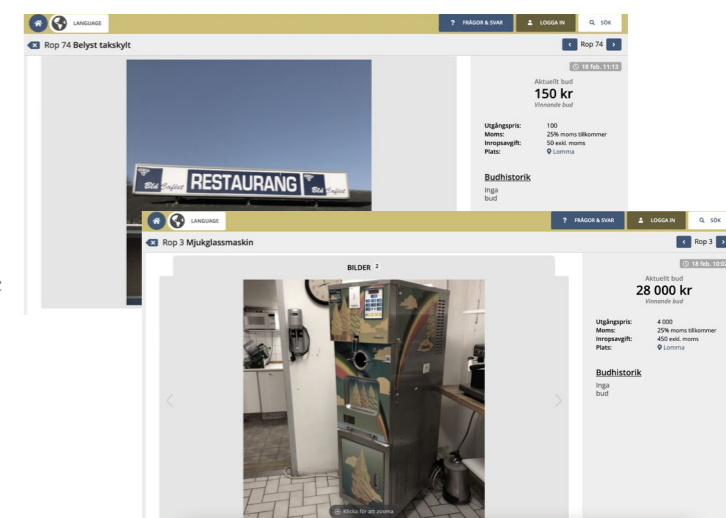 LANGUAGE
? FRÅGOR & SVAR
LOGGA IN
SÖK
Rop 74 Belyst takskylt
Rop 74
18 feb. 11:13
Aktuellt bud
150 kr
Vinnande bud
Utgångspris: 100
Moms: 25% moms tillkommer
Inropsavgift: 50 exkl. moms
Plats: Lomma
Budhistorik
Inga
bud
Blå Caféet RESTAURANG Blå Caféet
LANGUAGE
? FRÅGOR & SVAR
LOGGA IN
SÖK
Rop 3 Mjukglassmaskin
Rop 3
18 feb. 10:02
BILDER 2
Aktuellt bud
28 000 kr
Vinnande bud
Utgångspris: 4 000
Moms: 25% moms tillkommer
Inropsavgift: 450 exkl. moms
Plats: Lomma
Budhistorik
Inga
bud
Klicka för att zooma